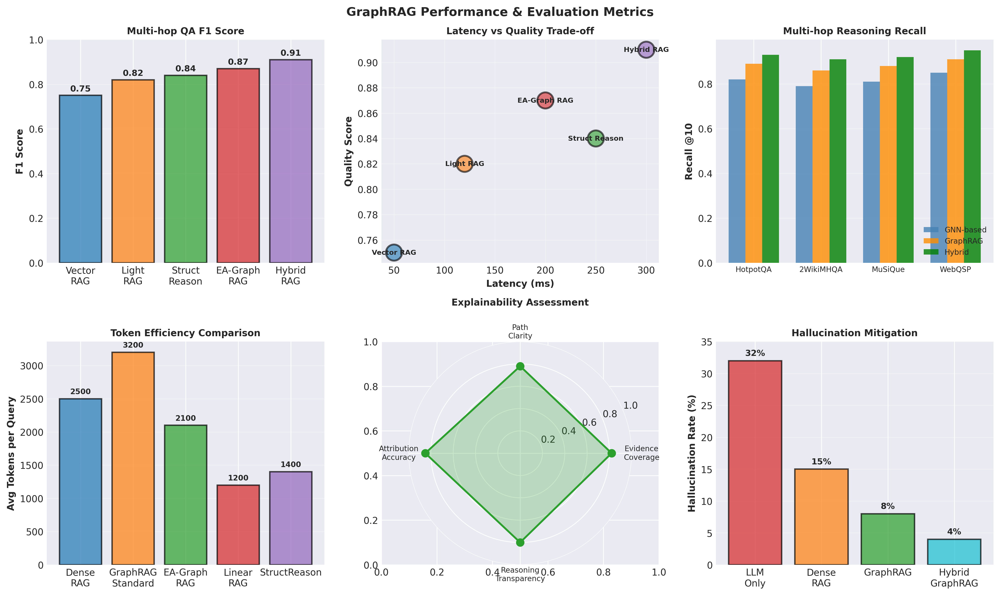 GraphRAG Performance & Evaluation Metrics
Multi-hop QA F1 Score
F1 Score
1.0
0.8
0.6
0.4
0.2
0.0
0.75
0.82
0.84
0.87
0.91
Vector
RAG
Light
RAG
Struct
Reason
EA-Graph
RAG
Hybrid
RAG
Latency vs Quality Trade-off
Quality Score
0.90
0.88
0.86
0.84
0.82
0.80
0.78
0.76
Hybrid RAG
EA-Graph RAG
Struct Reason
Light RAG
Vector RAG
50
100
150
200
250
300
Latency (ms)
Multi-hop Reasoning Recall
Recall @10
0.8
0.6
0.4
0.2
0.0
GNN-based
GraphRAG
Hybrid
HotpotQA
2WikiMHQA
MuSiQue
WebQSP
Token Efficiency Comparison
Avg Tokens per Query
3000
2500
2000
1500
1000
500
0
2500
3200
2100
1200
1400
Dense
RAG
GraphRAG
Standard
EA-Graph
RAG
Linear
RAG
StructReason
Explainability Assessment
1.0
0.8
0.6
0.4
0.2
0.0
Path
Clarity
Attribution
Accuracy
Evidence
Coverage
Reasoning
Transparency
0.2
0.4
0.6
0.8
1.0
0.0
0.2
0.4
0.6
0.8
1.0
Hallucination Mitigation
Hallucination Rate (%)
35
30
25
20
15
10
5
0
32%
15%
8%
4%
LLM
Only
Dense
RAG
GraphRAG
Hybrid
GraphRAG